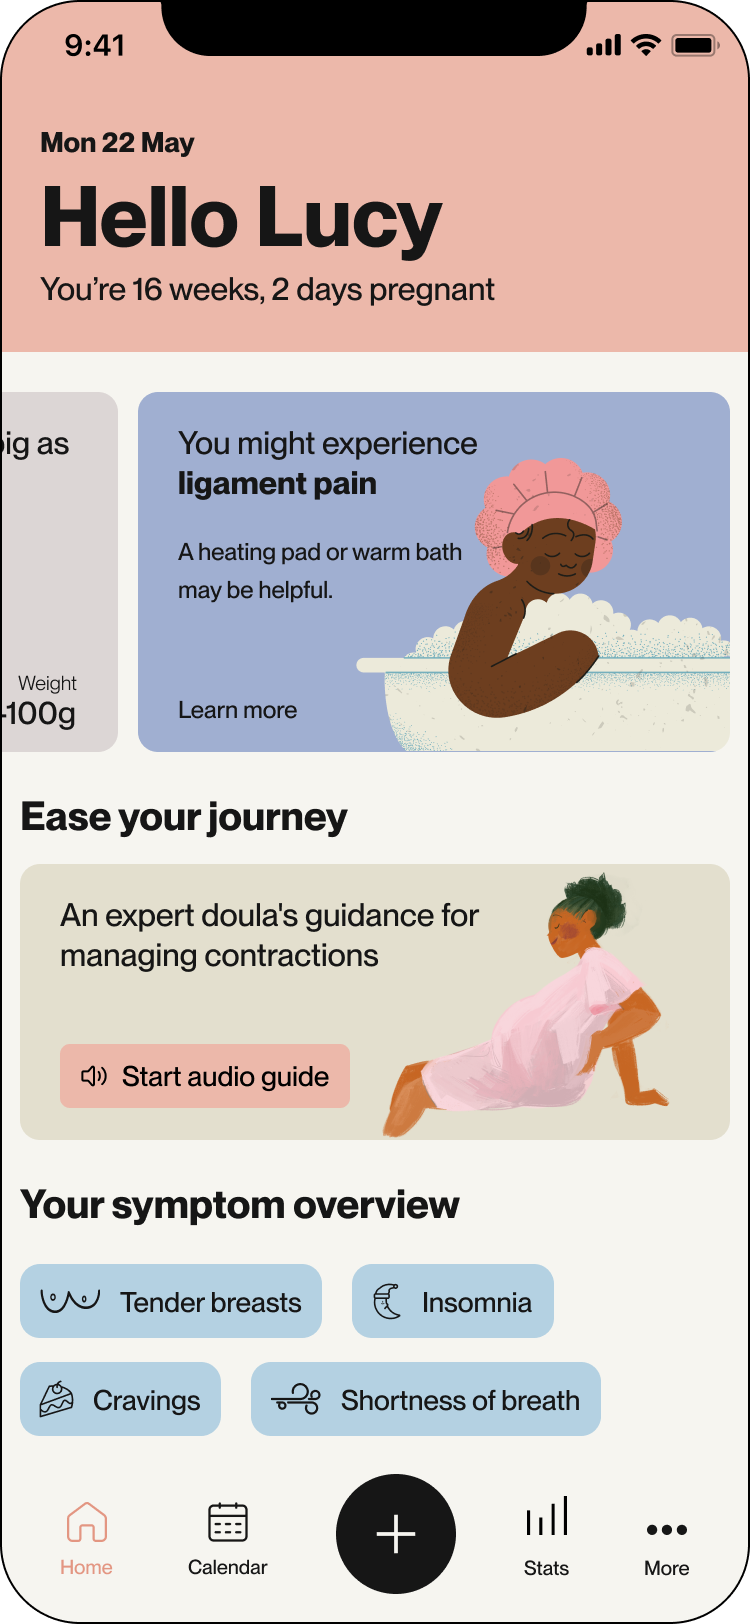 9:41
Mon 22 May
Hello Lucy
You’re 16 weeks, 2 days pregnant
big as
Weight
100g
You might experience
ligament pain
A heating pad or warm bath
may be helpful.
Learn more
Ease your journey
An expert doula's guidance for
managing contractions
Start audio guide
Your symptom overview
Tender breasts
Insomnia
Cravings
Shortness of breath
Home
Calendar
Stats
More